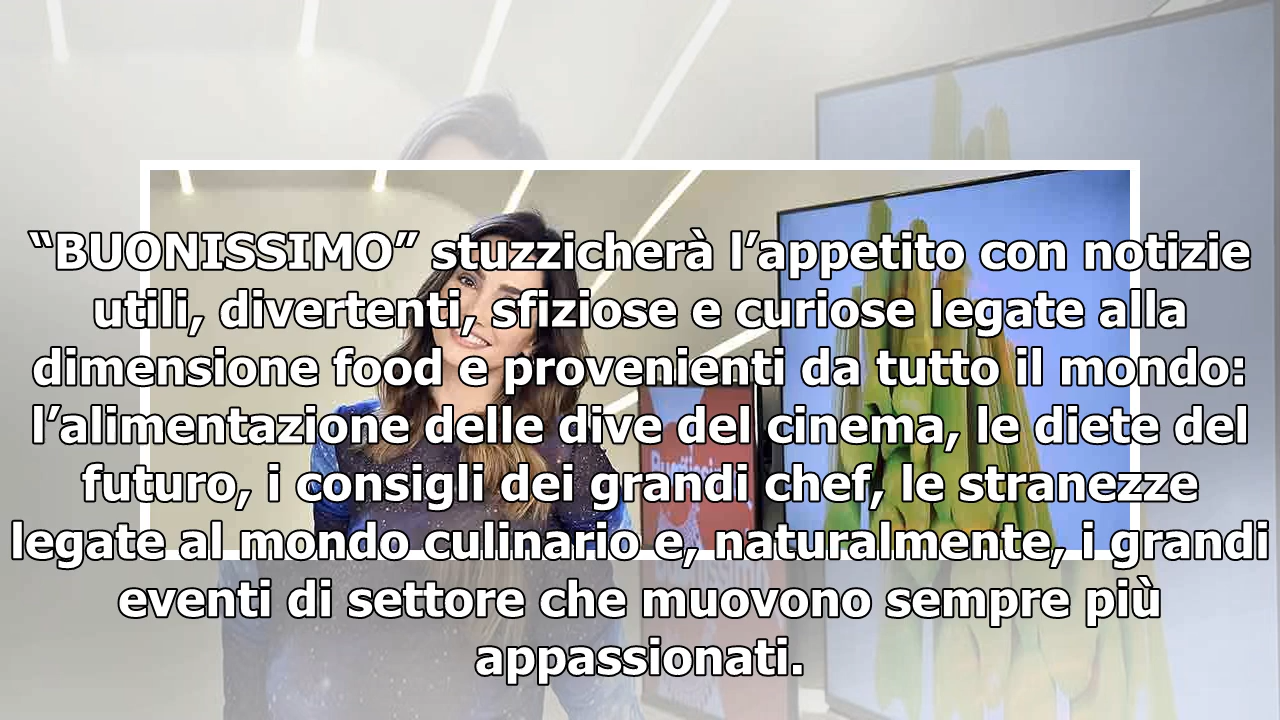 “BUONISSIMO” stuzzicherà l’appetito con notizie
utili, divertenti, sfiziose e curiose legate alla
dimensione food e provenienti da tutto il mondo:
l’alimentazione delle dive del cinema, le diete del
futuro, i consigli dei grandi chef, le stranezze
legate al mondo culinario e, naturalmente, i grandi
eventi di settore che muovono sempre più
appassionati.